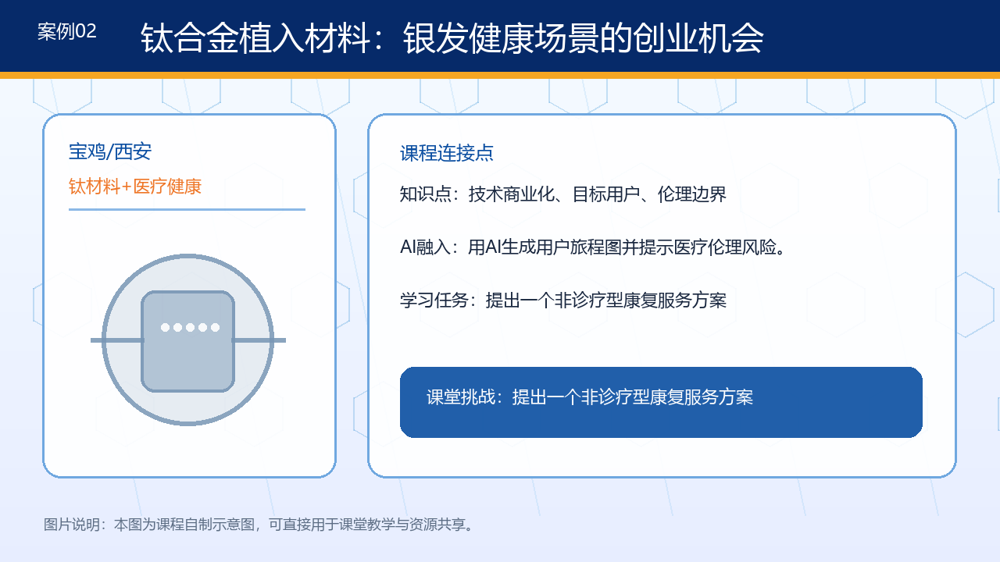 案例02
钛合金植入材料：银发健康场景的创业机会
宝鸡/西安
钛材料+医疗健康
课程连接点
知识点：技术商业化、目标用户、伦理边界
AI融入：用AI生成用户旅程图并提示医疗伦理风险。
学习任务：提出一个非诊疗型康复服务方案
课堂挑战：提出一个非诊疗型康复服务方案
图片说明：本图为课程自制示意图，可直接用于课堂教学与资源共享。